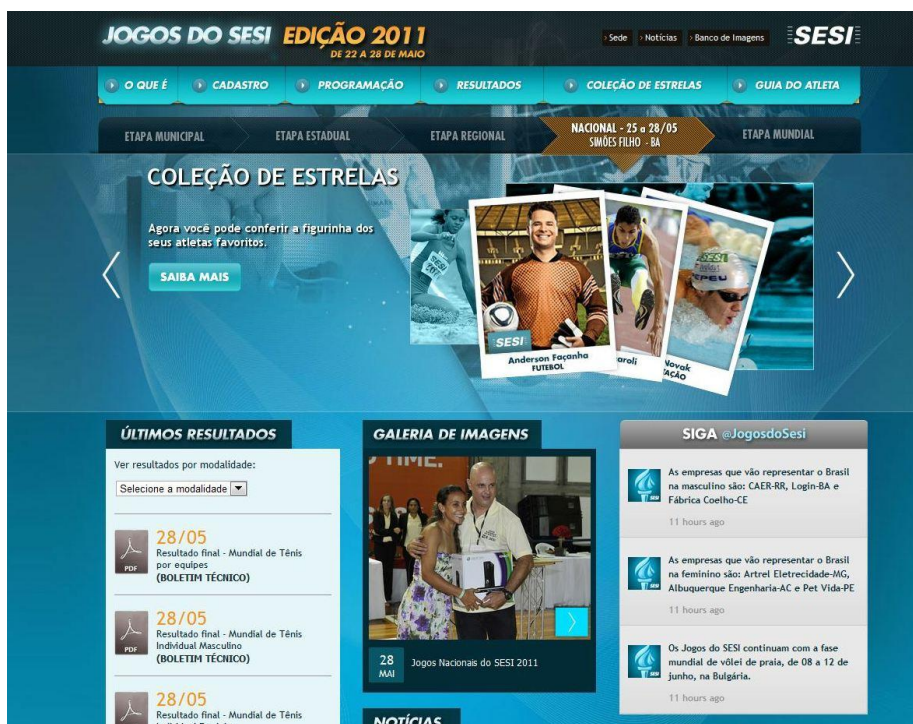 JOGOS DO SESI EDIÇÃO 2011
DE 22 A 28 DE MAIO
Sede
Notícias
Banco de Imagens
SESI
O QUE É
CADASTRO
PROGRAMAÇÃO
RESULTADOS
COLEÇÃO DE ESTRELAS
GUIA DO ATLETA
ETAPA MUNICIPAL
ETAPA ESTADUAL
ETAPA REGIONAL
NACIONAL - 25 a 28/05
SIMÕES FILHO - BA
ETAPA MUNDIAL
COLEÇÃO DE ESTRELAS
Agora você pode conferir a figurinha dos
seus atletas favoritos.
SAIBA MAIS
SESI
Anderson Façanha
FUTEBOL
aroli
SESI
Novak
AÇÃO
ÚLTIMOS RESULTADOS
Ver resultados por modalidade:
Selecione a modalidade
PDF
28/05
Resultado final - Mundial de Tênis
por equipes
(BOLETIM TÉCNICO)
PDF
28/05
Resultado final - Mundial de Tênis
Individual Masculino
(BOLETIM TÉCNICO)
28/05
Resultado final - Mundial de Tênis
GALERIA DE IMAGENS
TIME.
28
MAI
Jogos Nacionais do SESI 2011
NOTÍCIAS
SIGA @JogosdoSesi
As empresas que vão representar o Brasil
na masculino são: CAER-RR, Login-BA e
Fábrica Coelho-CE
11 hours ago
As empresas que vão representar o Brasil
na feminino são: Artrel Eletrecidade-MG,
Albuquerque Engenharia-AC e Pet Vida-PE
11 hours ago
Os Jogos do SESI continuam com a fase
mundial de vôlei de praia, de 08 a 12 de
junho, na Bulgária.
11 hours ago